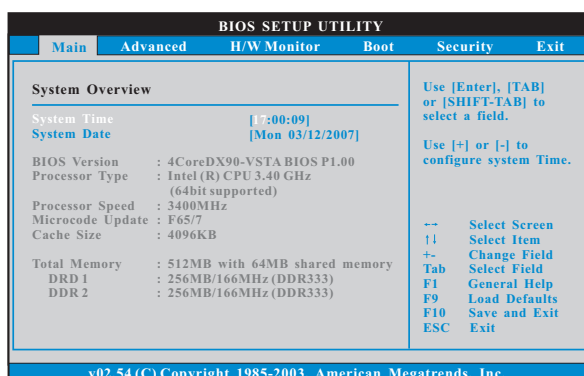 BIOS SETUP UTILITY
Main Advanced H/W Monitor Boot Security Exit
System Overview
System Time [17:00:09]
System Date [Mon 03/12/2007]
BIOS Version : 4CoreDX90-VSTA BIOS P1.00
Processor Type : Intel (R) CPU 3.40 GHz
(64bit supported)
Processor Speed : 3400MHz
Microcode Update : F65/7
Cache Size : 4096KB
Total Memory : 512MB with 64MB shared memory
DRD 1 : 256MB/166MHz (DDR333)
DDR 2 : 256MB/166MHz (DDR333)
Use [Enter], [TAB]
or [SHIFT-TAB] to
select a field.
Use [+] or [-] to
configure system Time.
←→ Select Screen
↑↓ Select Item
+- Change Field
Tab Select Field
F1 General Help
F9 Load Defaults
F10 Save and Exit
ESC Exit
v02.54 (C) Copyright 1985-2003, American Megatrends, Inc.